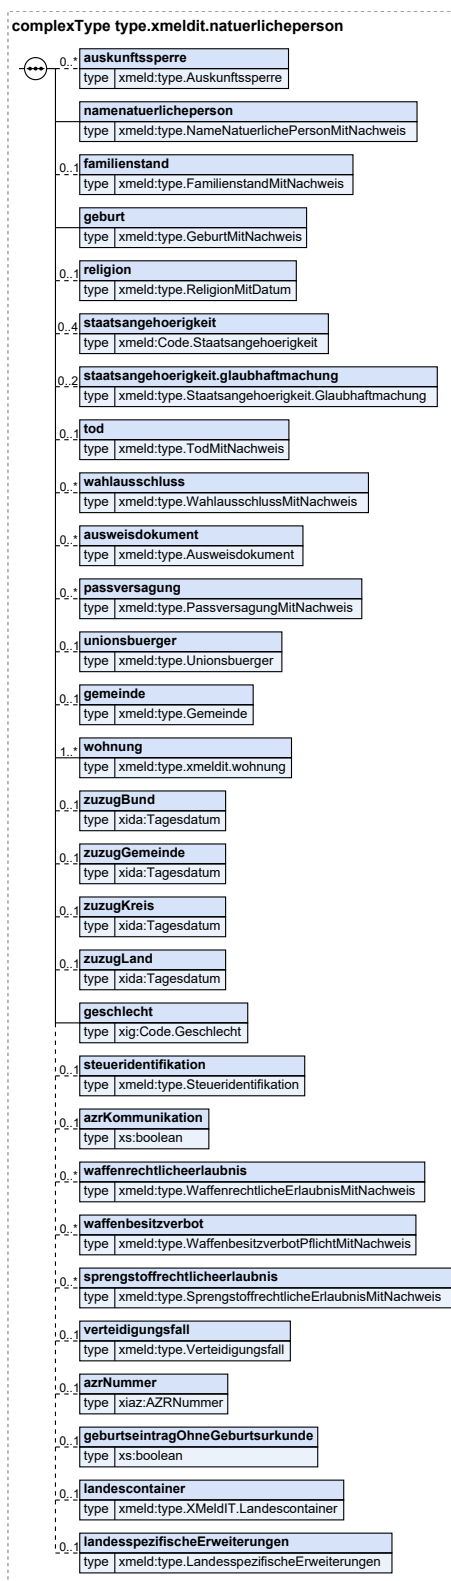 complexType type.xmeldit.natuerlicheperson
0..* auskunftssperre
type xmeld:type.Auskunftssperre
namenatuerlicheperson
type xmeld:type.NameNatuerlichePersonMitNachweis
0..1 familienstand
type xmeld:type.FamilienstandMitNachweis
geburt
type xmeld:type.GeburtMitNachweis
0..1 religion
type xmeld:type.ReligionMitDatum
0..4 staatsangehoerigkeit
type xmeld:Code.Staatsangehoerigkeit
0..2 staatsangehoerigkeit.glaubhaftmachung
type xmeld:type.Staatsangehoerigkeit.Glaubhaftmachung
0..1 tod
type xmeld:type.TodMitNachweis
0..* wahlausschluss
type xmeld:type.WahlausschlussMitNachweis
0..* ausweisdokument
type xmeld:type.Ausweisdokument
0..* passversagung
type xmeld:type.PassversagungMitNachweis
0..1 unionsbuerger
type xmeld:type.Unionsbuerger
0..1 gemeinde
type xmeld:type.Gemeinde
1..* wohnung
type xmeld:type.xmeldit.wohnung
0..1 zuzugBund
type xida:Tagesdatum
0..1 zuzugGemeinde
type xida:Tagesdatum
0..1 zuzugKreis
type xida:Tagesdatum
0..1 zuzugLand
type xida:Tagesdatum
geschlecht
type xig:Code.Geschlecht
0..1 steueridentifikation
type xmeld:type.Steueridentifikation
0..1 azrKommunikation
type xs:boolean
0..* waffenrechtlicheerlaubnis
type xmeld:type.WaffenrechtlicheErlaubnisMitNachweis
0..* waffenbesitzverbot
type xmeld:type.WaffenbesitzverbotPflichtMitNachweis
0..* sprengstoffrechtlicheerlaubnis
type xmeld:type.SprengstoffrechtlicheErlaubnisMitNachweis
0..1 verteidigungsfall
type xmeld:type.Verteidigungsfall
0..1 azrNummer
type xiaz:AZRNummer
0..1 geburtseintragOhneGeburtsurkunde
type xs:boolean
0..1 landescontainer
type xmeld:type.XMeldIT.Landescontainer
0..1 landesspezifischeErweiterungen
type xmeld:type.LandesspezifischeErweiterungen